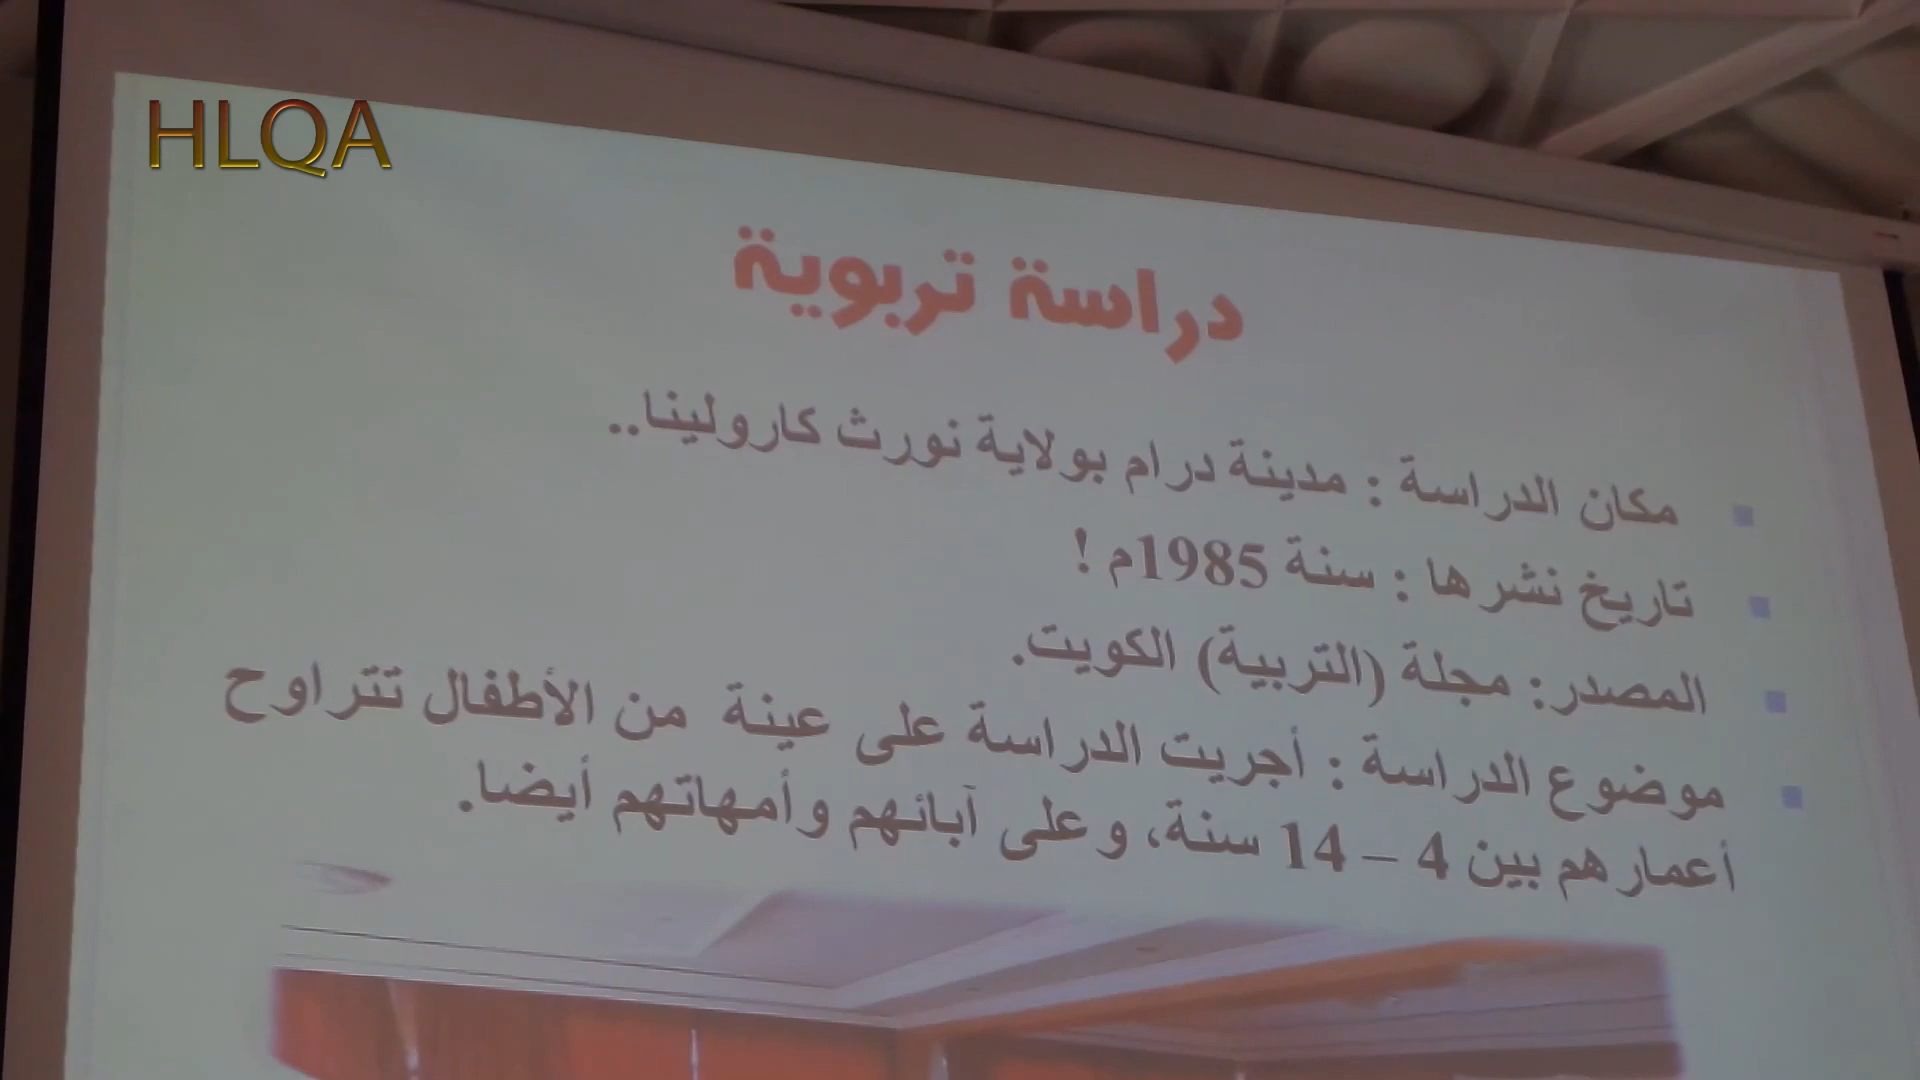 HLQA
دراسة تربوية
مكان الدراسة : مدينة درام بولاية نورث كارولينا..
تاريخ نشرها : سنة 1985م !
المصدر: مجلة (التربية) الكويت.
موضوع الدراسة : أجريت الدراسة على عينة من الأطفال تتراوح
أعمارهم بين 4 – 14 سنة، وعلى آبائهم وأمهاتهم أيضا.